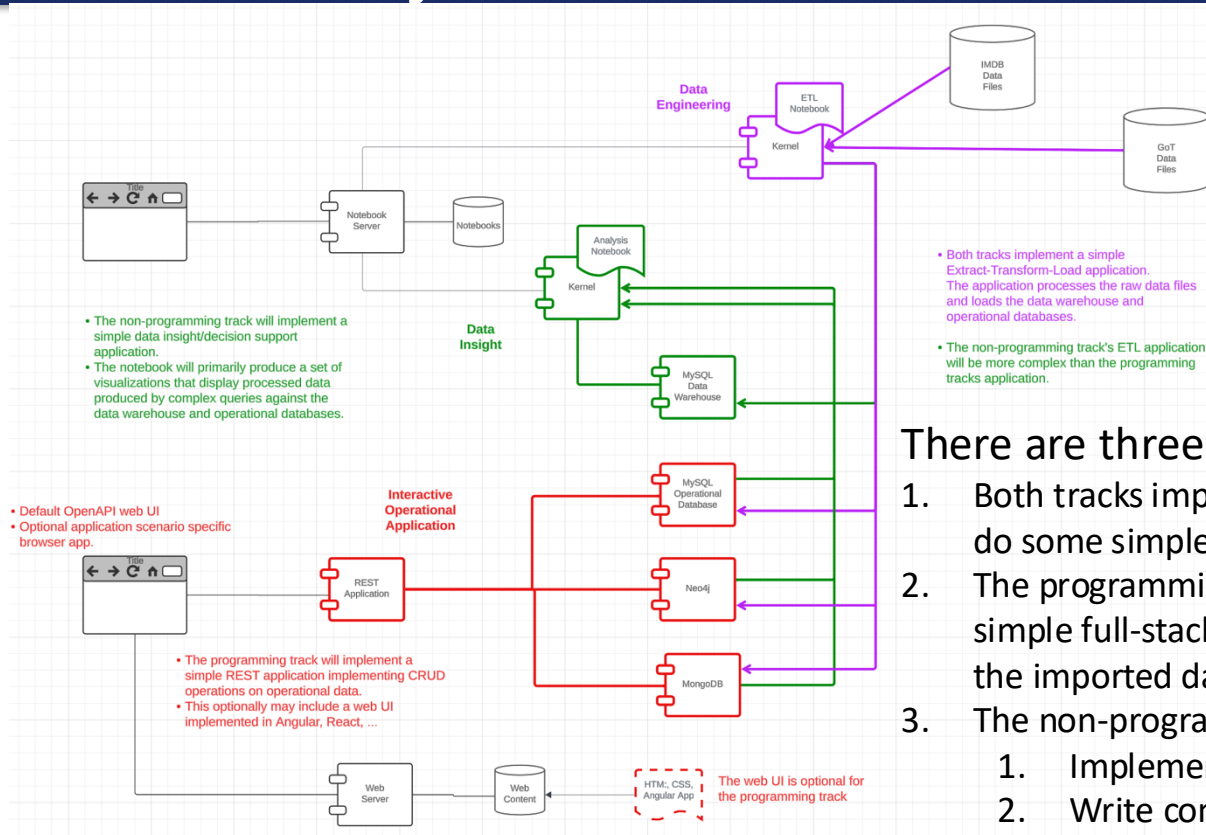 IMDB
Data
Files
Data
Engineering
ETL
Notebook
Kernel
GoT
Data
Files
Title
Notebook
Server
Notebooks
Analysis
Notebook
Kernel
• Both tracks implement a simple
Extract-Transform-Load application.
The application processes the raw data files
and loads the data warehouse and
operational databases.
• The non-programming track's ETL application
will be more complex than the programming
tracks application.
• The non-programming track will implement a
simple data insight/decision support
application.
• The notebook will primarily produce a set of
visualizations that display processed data
produced by complex queries against the
data warehouse and operational databases.
Data
Insight
MySQL
Data
Warehouse
There are three
1. Both tracks imp
do some simple
2. The programmi
simple full-stack
the imported da
3. The non-progra
1. Implemen
2. Write con
MySQL
Operational
Database
Interactive
Operational
Application
• Default OpenAPI web UI
• Optional application scenario specific
browser app.
Title
REST
Application
Neo4j
• The programming track will implement a
simple REST application implementing CRUD
operations on operational data.
• This optionally may include a web UI
implemented in Angular, React, ...
MongoDB
Web
Server
Web
Content
HTM:, CSS,
Angular App
The web UI is optional for
the programming track